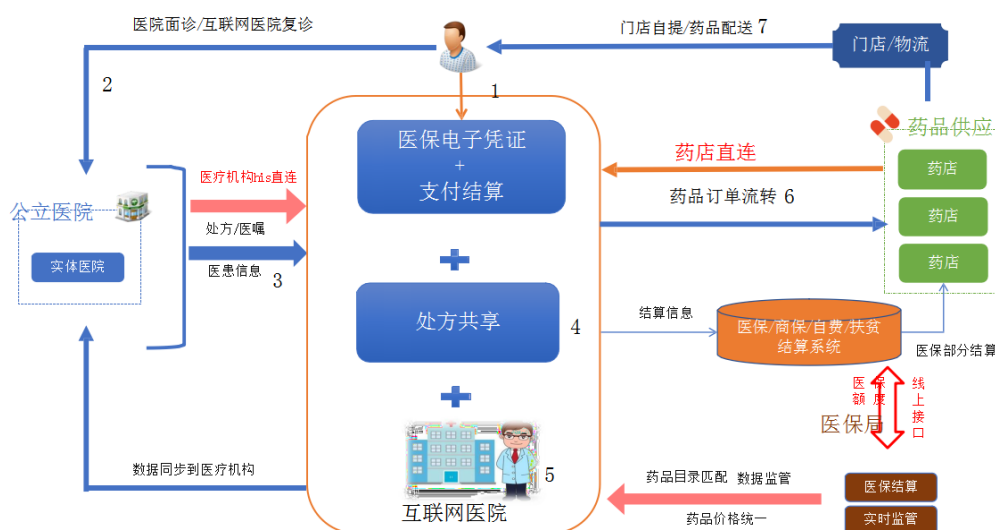 医院面诊/互联网医院复诊
门店自提/药品配送 7
门店/物流
2
1
药品供应
医保电子凭证
+
支付结算
药店直连
药店
医疗机构his直连
药品订单流转 6
药店
公立医院
处方/医嘱
药店
实体医院
医患信息
3
处方共享
4
结算信息
医保/商保/自费/扶贫
结算系统
医保部分结算
医保
额度
线上接口
医保局
数据同步到医疗机构
5
药品目录匹配 数据监管
医保结算
互联网医院
药品价格统一
实时监管